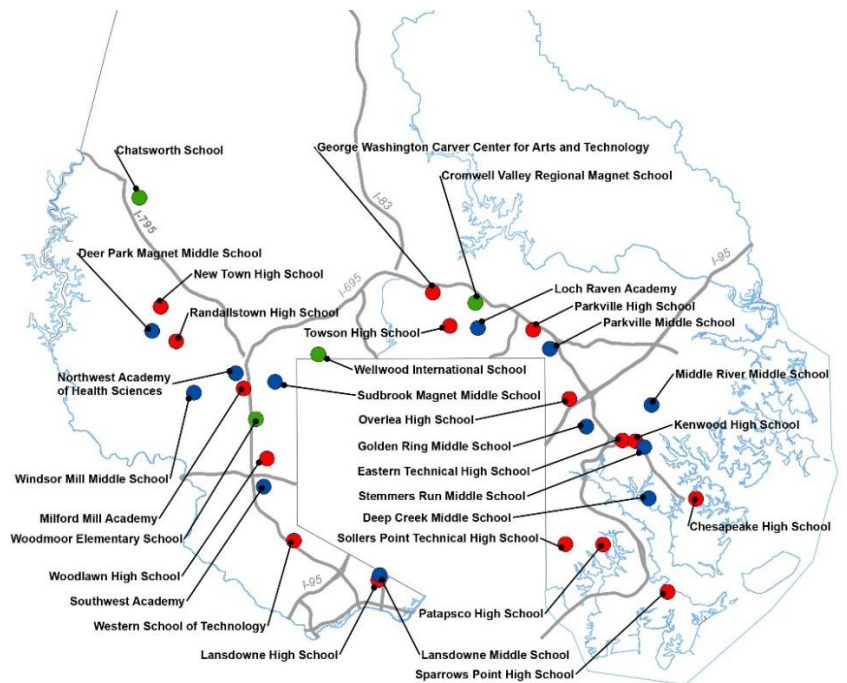 George Washington Carver Center for Arts and Technology
Chatsworth School
Cromwell Valley Regional Magnet School
I-83
I-795
I-95
Deer Park Magnet Middle School
New Town High School
I-695
Loch Raven Academy
Randallstown High School
Parkville High School
Towson High School
Parkville Middle School
Wellwood International School
Northwest Academy
of Health Sciences
Middle River Middle School
Sudbrook Magnet Middle School
Overlea High School
Kenwood High School
Golden Ring Middle School
Windsor Mill Middle School
Eastern Technical High School
Stemmers Run Middle School
Milford Mill Academy
Deep Creek Middle School
Chesapeake High School
Woodmoor Elementary School
Sollers Point Technical High School
Woodlawn High School
I-95
Southwest Academy
Patapsco High School
Western School of Technology
Lansdowne High School
Lansdowne Middle School
Sparrows Point High School